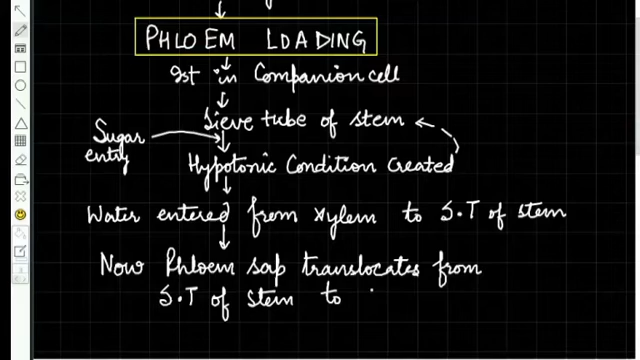 PHLOEM LOADING
Ist in Companion cell
Sieve tube of stem
Sugar
entry
Hypotonic Condition Created
Water entered from xylem to S.T of stem
Now Phloem sap translocates from
S.T of stem to